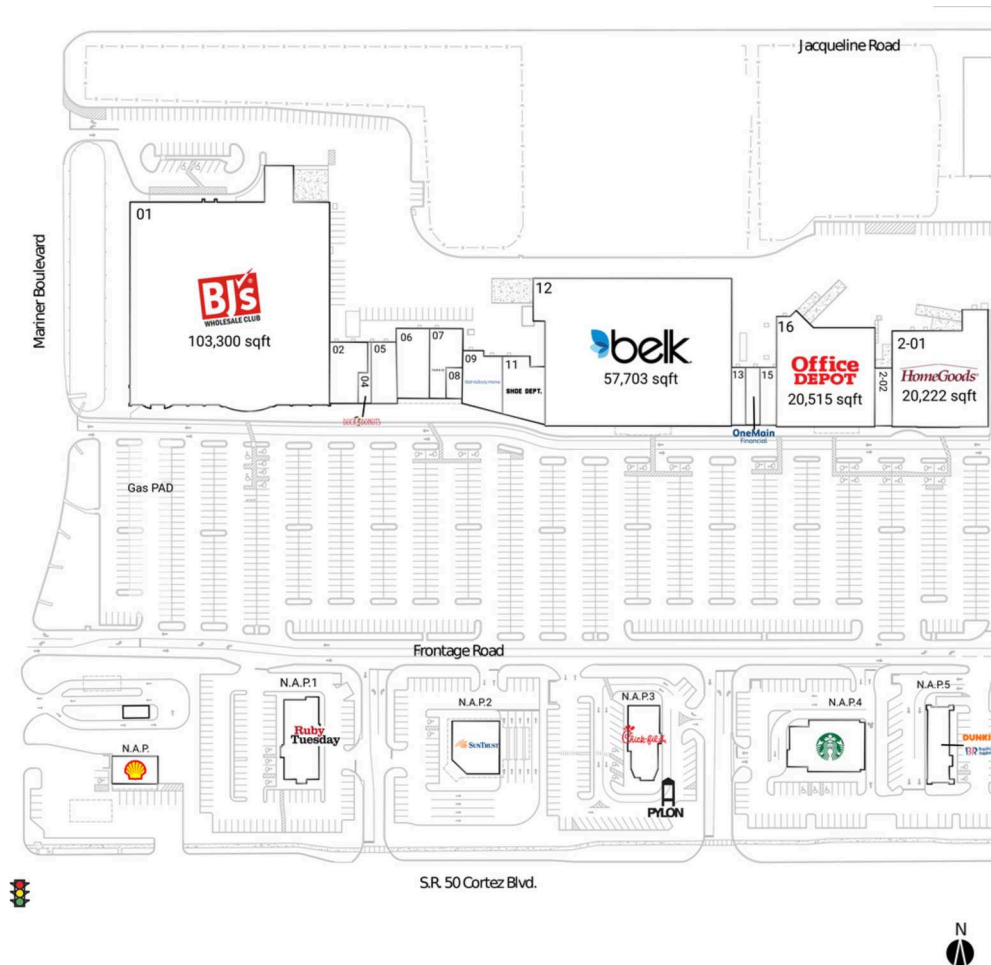 Jacqueline Road
Mariner Boulevard
01
BJ's
WHOLESALE CLUB
103,300 sqft
02
04
05
06
07
08
09
11
SHOE DEPT.
12
belk
57,703 sqft
13
15
OneMain
Financial
16
Office
DEPOT
20,515 sqft
2-02
2-01
HomeGoods
20,222 sqft
Gas PAD
Frontage Road
N.A.P.
N.A.P.1
Ruby
Tuesday
N.A.P.2
SUNTRUST
N.A.P.3
Chick-fil-A
PYLON
N.A.P.4
N.A.P.5
DUNKI
BR
S.R. 50 Cortez Blvd.
N